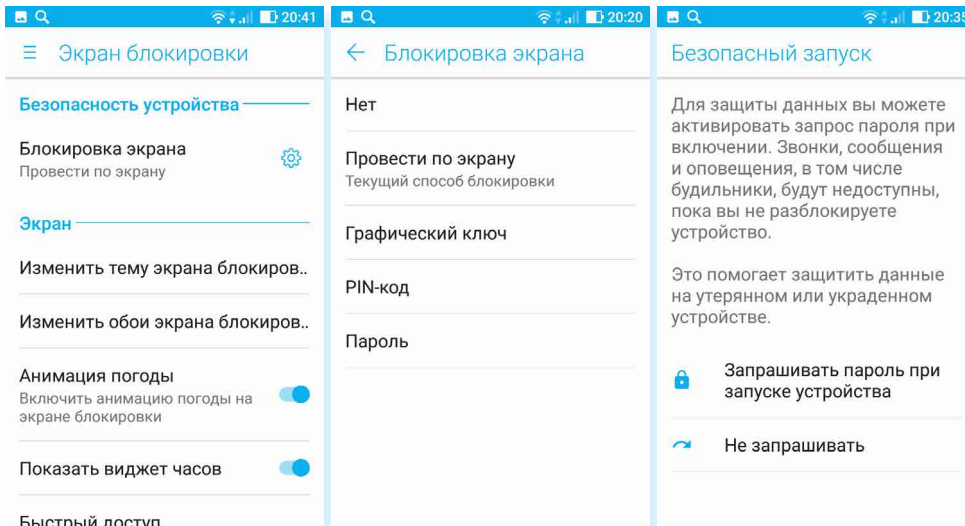 20:41
Экран блокировки
Безопасность устройства
Блокировка экрана
Провести по экрану
Экран
Изменить тему экрана блокиров..
Изменить обои экрана блокиров..
Анимация погоды
Включить анимацию погоды на
экране блокировки
Показать виджет часов
Быстрый доступ
20:20
Блокировка экрана
Нет
Провести по экрану
Текущий способ блокировки
Графический ключ
PIN-код
Пароль
20:35
Безопасный запуск
Для защиты данных вы можете
активировать запрос пароля при
включении. Звонки, сообщения
и оповещения, в том числе
будильники, будут недоступны,
пока вы не разблокируете
устройство.
Это помогает защитить данные
на утерянном или украденном
устройстве.
Запрашивать пароль при
запуске устройства
Не запрашивать